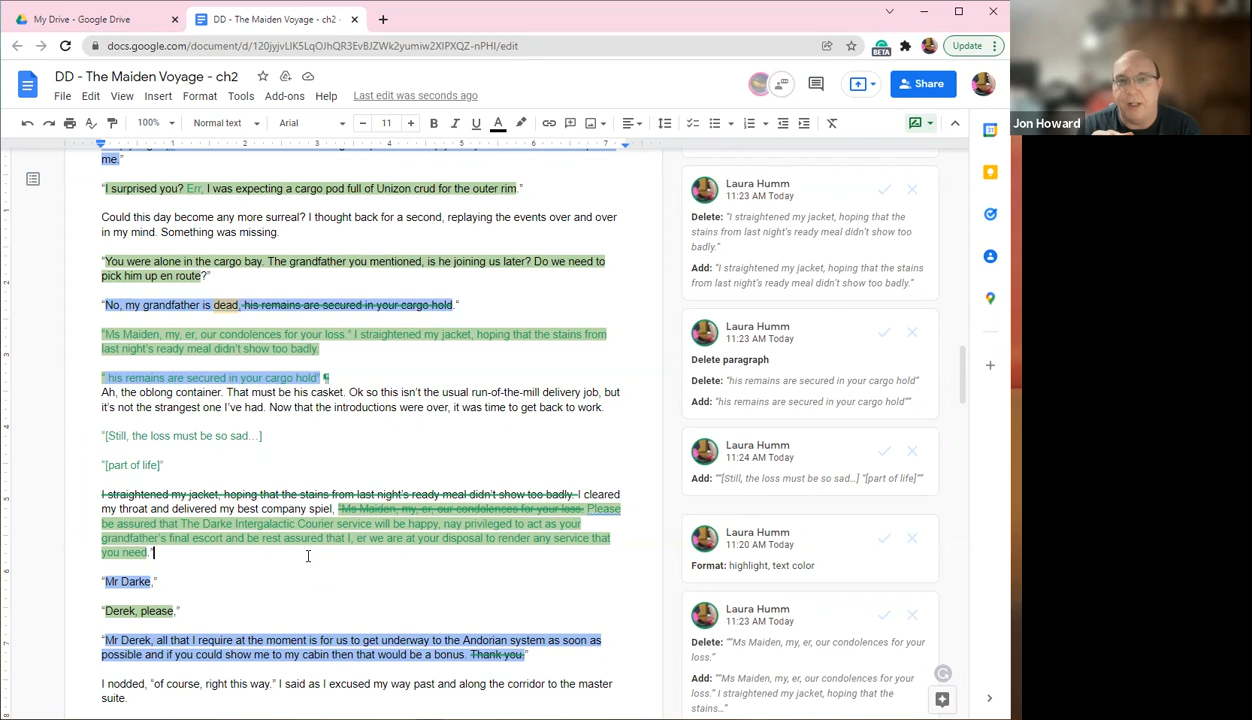 My Drive - Google Drive
DD - The Maiden Voyage - ch2 -
docs.google.com/document/d/120jyjvLIK5LqOJhQR3EvBJZWk2yumiw2XIPXQZ-nPHI/edit
BETA
Update
DD - The Maiden Voyage - ch2
File Edit View Insert Format Tools Add-ons Help Last edit was seconds ago
Share
100% Normal text Arial 11
Jon Howard
me."
"I surprised you? Err, I was expecting a cargo pod full of Unizon crud for the outer rim."
Could this day become any more surreal? I thought back for a second, replaying the events over and over
in my mind. Something was missing.
"You were alone in the cargo bay. The grandfather you mentioned, is he joining us later? Do we need to
pick him up en route?"
"No, my grandfather is dead, his remains are secured in your cargo hold."
"Ms Maiden, my, er, our condolences for your loss." I straightened my jacket, hoping that the stains from
last night's ready meal didn't show too badly.
" his remains are secured in your cargo hold" ¶
Ah, the oblong container. That must be his casket. Ok so this isn't the usual run-of-the-mill delivery job, but
it's not the strangest one I've had. Now that the introductions were over, it was time to get back to work.
"[Still, the loss must be so sad…]
"[part of life]"
I straightened my jacket, hoping that the stains from last night's ready meal didn't show too badly. I cleared
my throat and delivered my best company spiel, "Ms Maiden, my, er, our condolences for your loss. Please
be assured that The Darke Intergalactic Courier service will be happy, nay privileged to act as your
grandfather's final escort and be rest assured that I, er we are at your disposal to render any service that
you need."
"Mr Darke,"
"Derek, please,"
"Mr Derek, all that I require at the moment is for us to get underway to the Andorian system as soon as
possible and if you could show me to my cabin then that would be a bonus. Thank you."
I nodded, "of course, right this way." I said as I excused my way past and along the corridor to the master
suite.
Laura Humm
11:23 AM Today
Delete: "I straightened my jacket, hoping that the
stains from last night's ready meal didn't show too
badly."
Add: "I straightened my jacket, hoping that the stains
from last night's ready meal didn't show too badly."
Laura Humm
11:23 AM Today
Delete paragraph
Delete: "his remains are secured in your cargo hold"
Add: "his remains are secured in your cargo hold""
Laura Humm
11:24 AM Today
Add: ""[Still, the loss must be so sad…] "[part of life]""
Laura Humm
11:20 AM Today
Format: highlight, text color
Laura Humm
11:23 AM Today
Delete: ""Ms Maiden, my, er, our condolences for your
loss."
Add: ""Ms Maiden, my, er, our condolences for your
loss." I straightened my jacket, hoping that the
stains…"